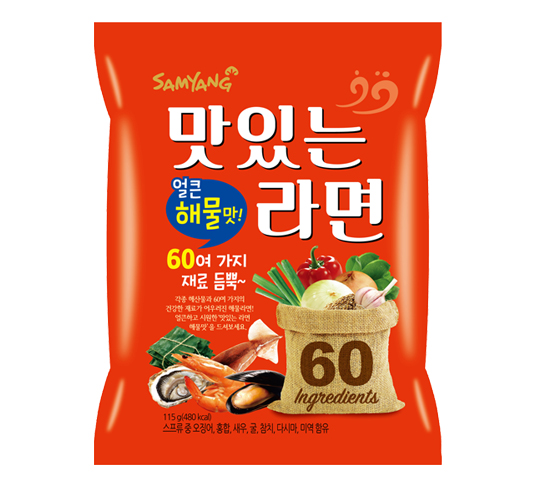 SAMYANG
맛있는
라면
얼큰
해물맛!
60여 가지
재료 듬뿍~
각종 해산물과 60여 가지의
건강한 재료가 어우러진 해물라면!
얼큰하고 시원한 '맛있는 라면
해물맛'을 드셔보세요.
60
Ingredients
115g(480kcal)
스프류 중 오징어, 홍합, 새우, 굴, 참치, 다시마, 미역 함유